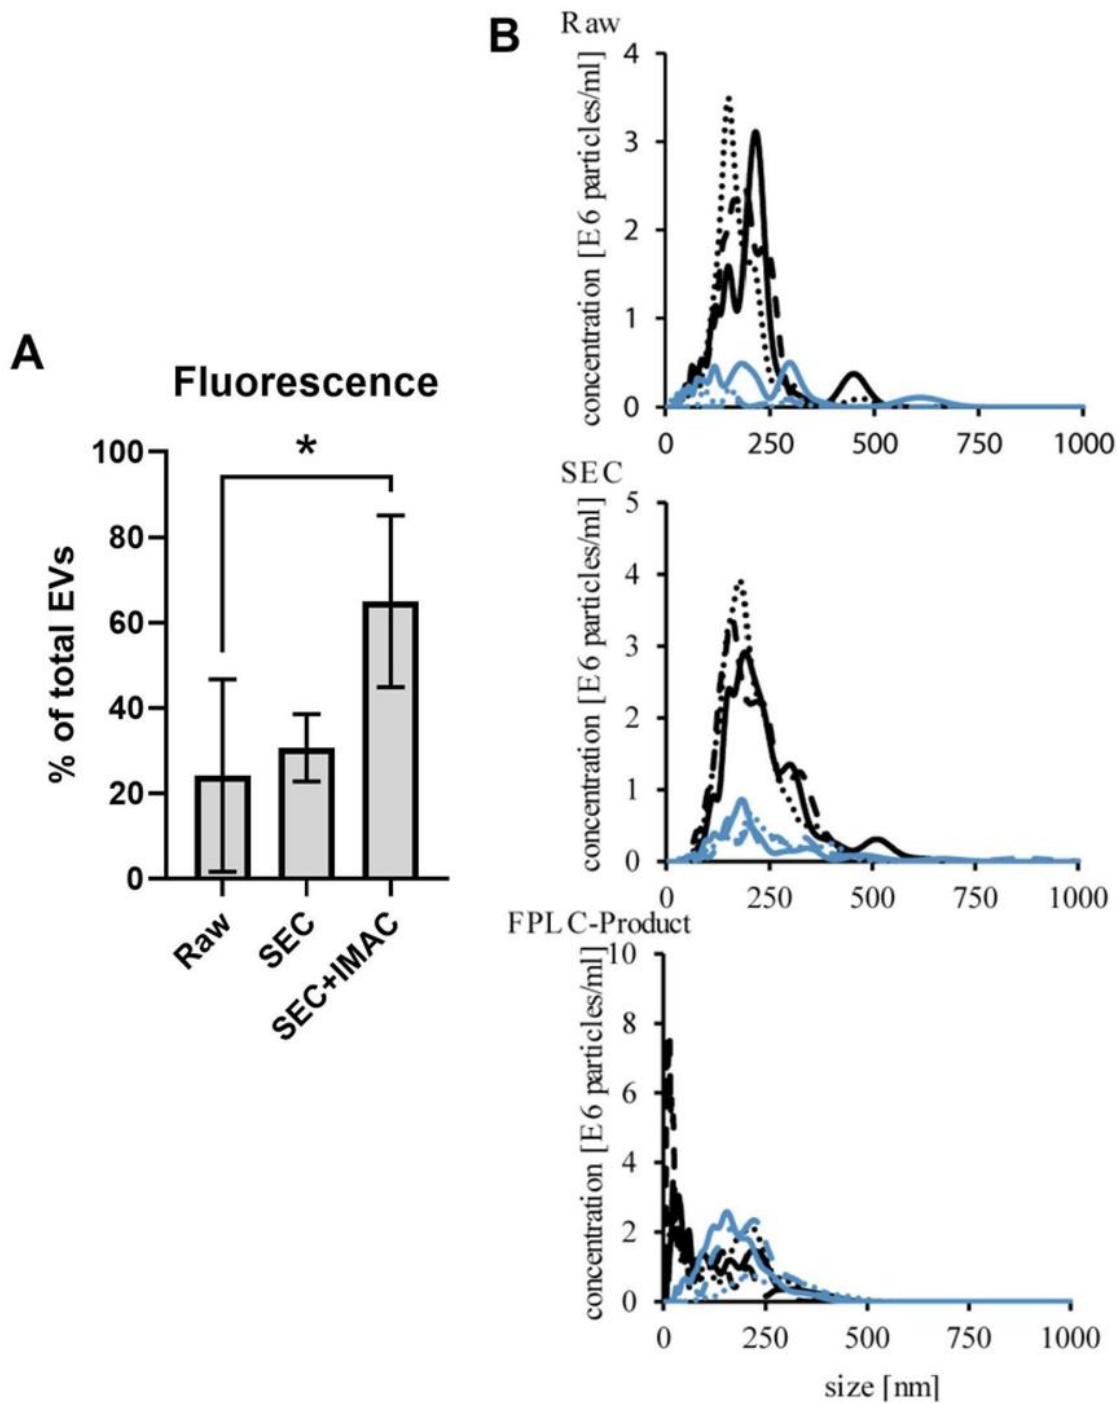 A
Fluorescence
*
% of total EVs
100
80
60
40
20
0
Raw
SEC
SEC+IMAC
B
Raw
concentration [E6 particles/ml]
4
3
2
1
0
0 250 500 750 1000
SEC
concentration [E6 particles/ml]
5
4
3
2
1
0
0 250 500 750 1000
FPLC-Product
concentration [E6 particles/ml]
10
8
6
4
2
0
0 250 500 750 1000
size [nm]